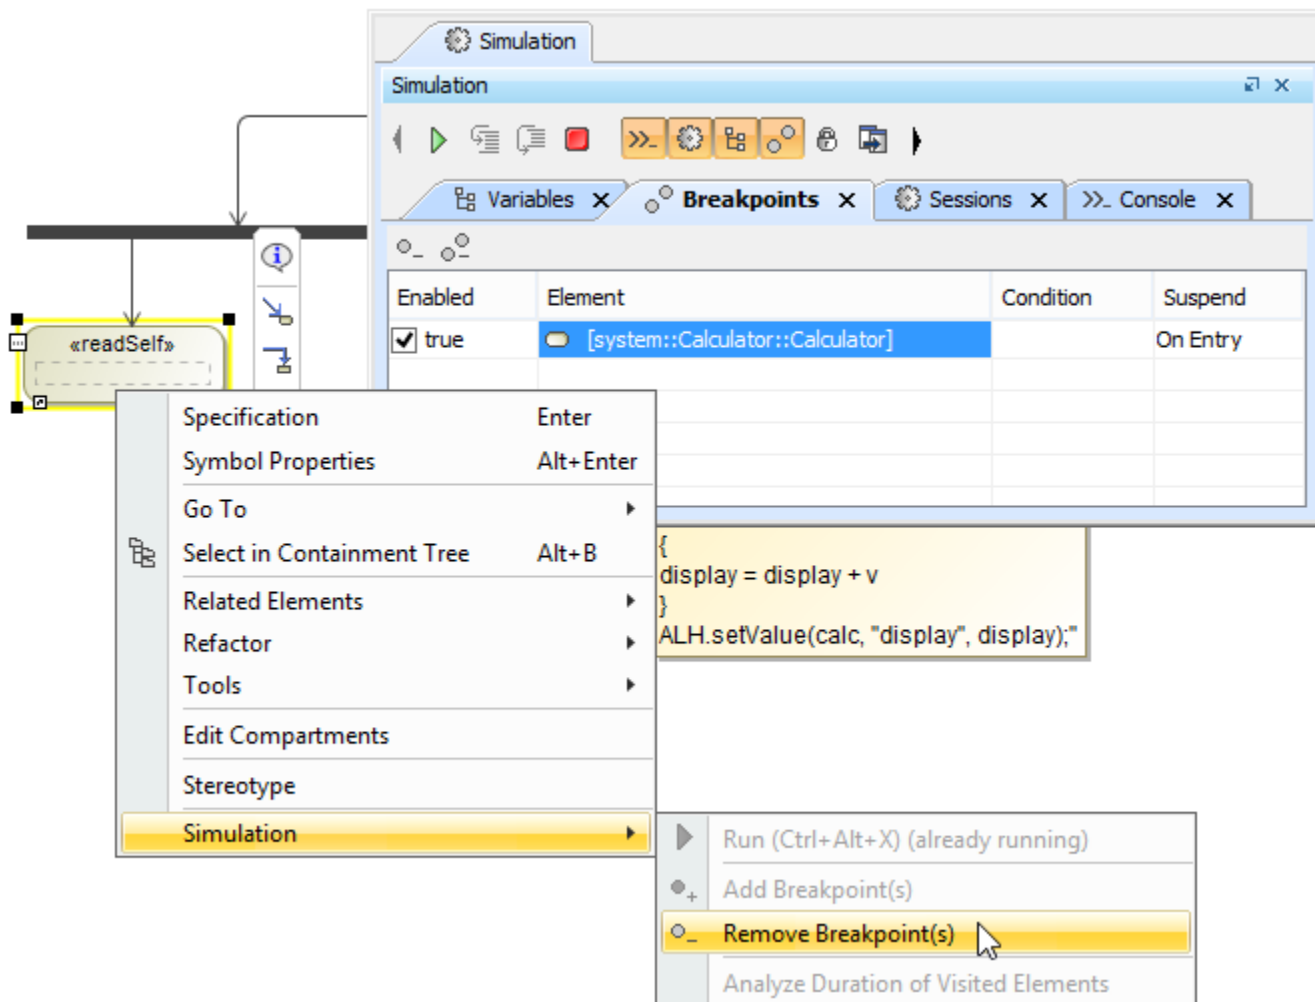 Simulation
Simulation
Variables
Breakpoints
Sessions
Console
Enabled Element Condition Suspend
true [system::Calculator::Calculator] On Entry
«readSelf»
Specification Enter
Symbol Properties Alt+Enter
Go To
Select in Containment Tree Alt+B
Related Elements
Refactor
Tools
Edit Compartments
Stereotype
Simulation
{
display = display + v
}
ALH.setValue(calc, "display", display);"
Run (Ctrl+Alt+X) (already running)
Add Breakpoint(s)
Remove Breakpoint(s)
Analyze Duration of Visited Elements